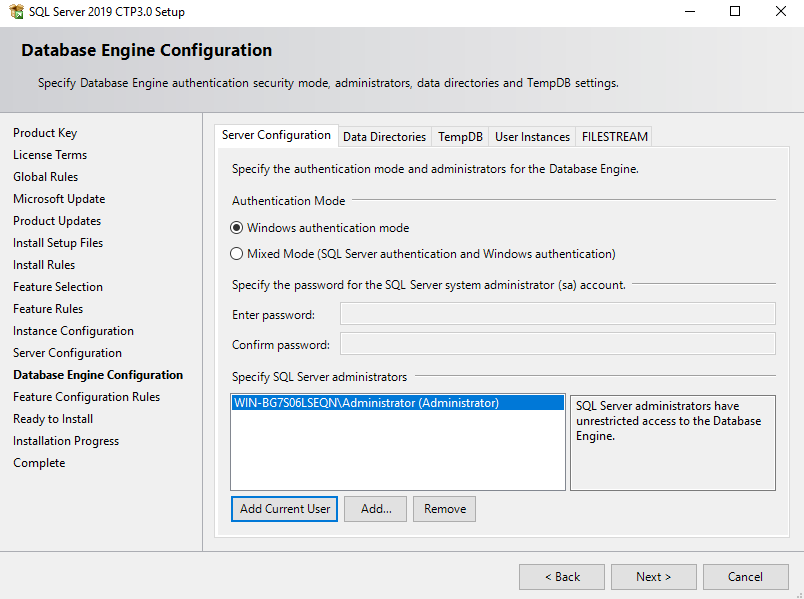 SQL Server 2019 CTP3.0 Setup
Database Engine Configuration
Specify Database Engine authentication security mode, administrators, data directories and TempDB settings.
Product Key
License Terms
Global Rules
Microsoft Update
Product Updates
Install Setup Files
Install Rules
Feature Selection
Feature Rules
Instance Configuration
Server Configuration
Database Engine Configuration
Feature Configuration Rules
Ready to Install
Installation Progress
Complete
Server Configuration Data Directories TempDB User Instances FILESTREAM
Specify the authentication mode and administrators for the Database Engine.
Authentication Mode
Windows authentication mode
Mixed Mode (SQL Server authentication and Windows authentication)
Specify the password for the SQL Server system administrator (sa) account.
Enter password:
Confirm password:
Specify SQL Server administrators
WIN-BG7S06LSEQN\Administrator (Administrator)
SQL Server administrators have
unrestricted access to the Database
Engine.
Add Current User Add... Remove
< Back Next > Cancel